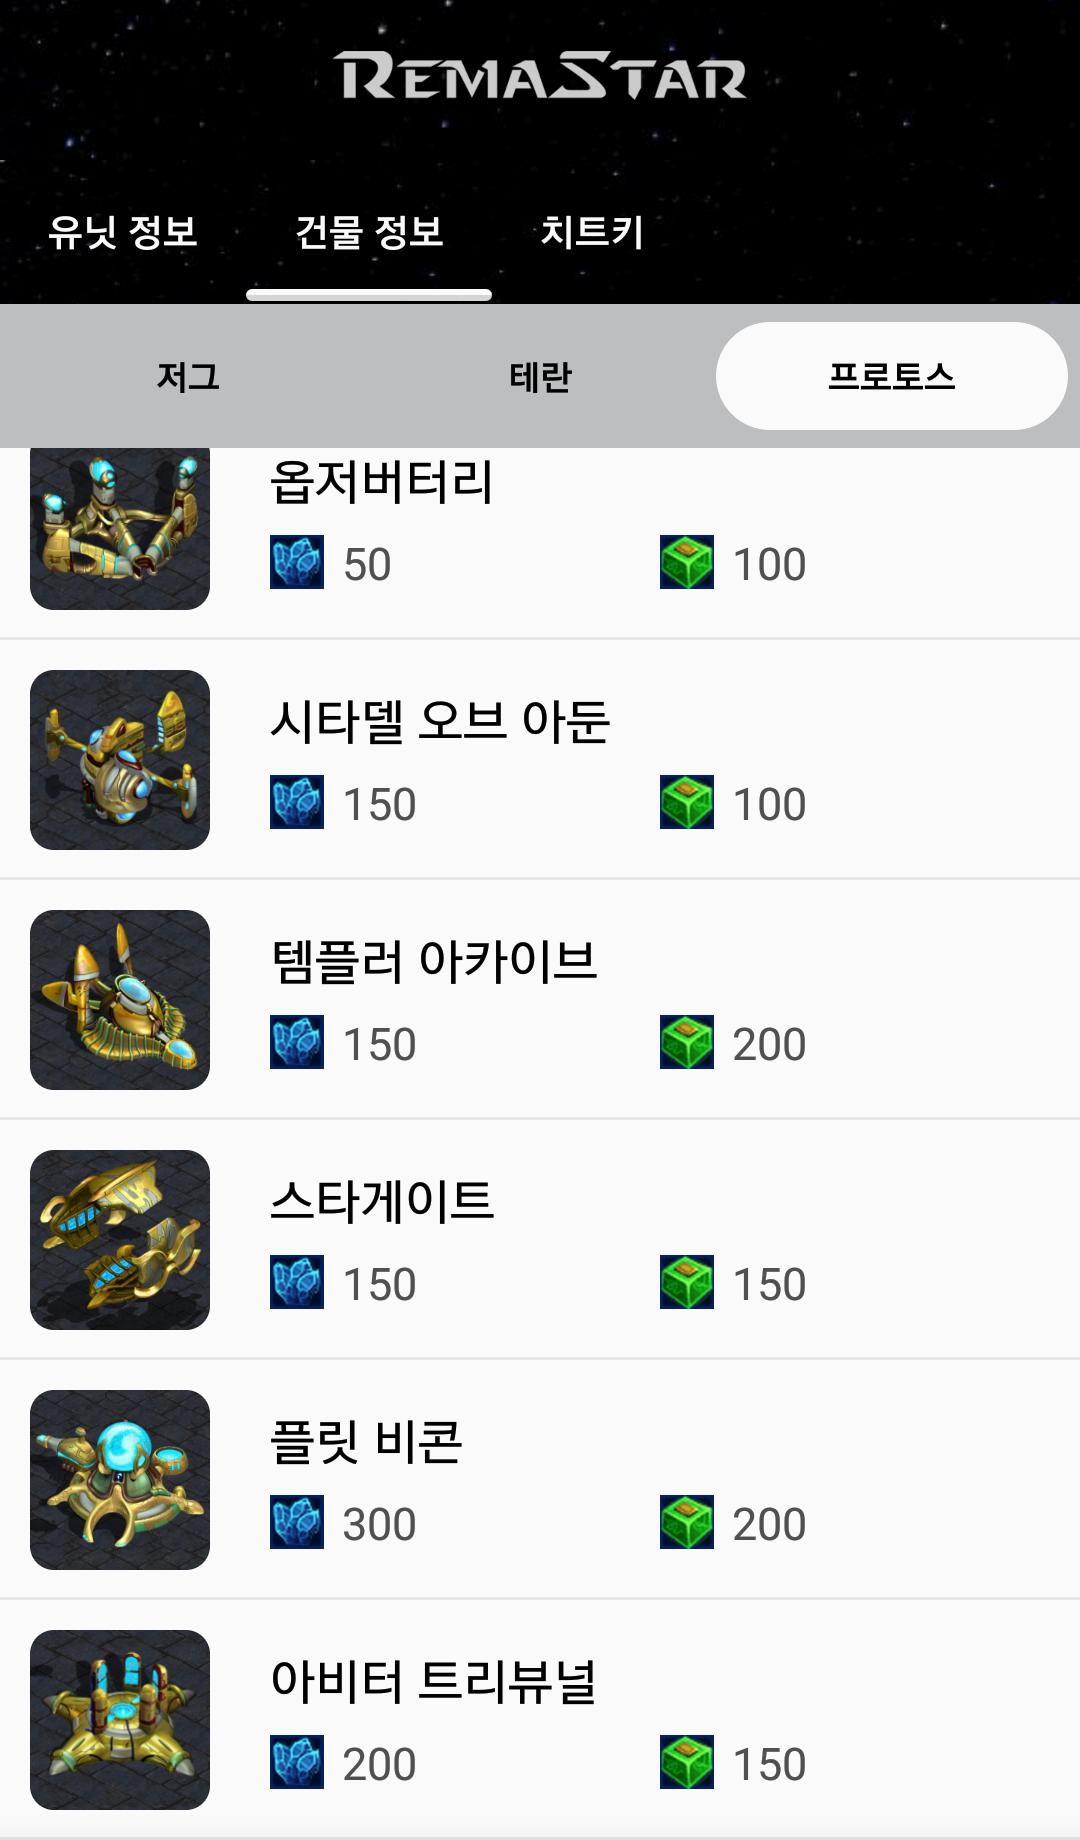 REMASTAR
유닛 정보 건물 정보 치트키
저그 테란 프로토스
옵저버터리
50 100
시타델 오브 아둔
150 100
템플러 아카이브
150 200
스타게이트
150 150
플릿 비콘
300 200
아비터 트리뷰널
200 150